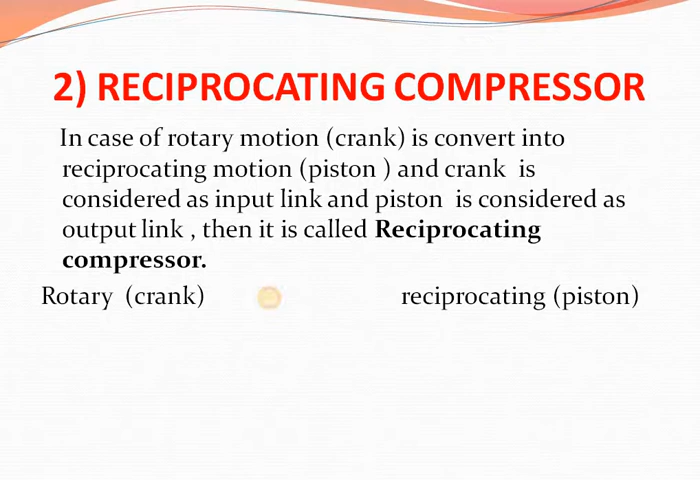 2) RECIPROCATING COMPRESSOR
In case of rotary motion (crank) is convert into
reciprocating motion (piston ) and crank is
considered as input link and piston is considered as
output link , then it is called Reciprocating
compressor.
Rotary (crank) reciprocating (piston)